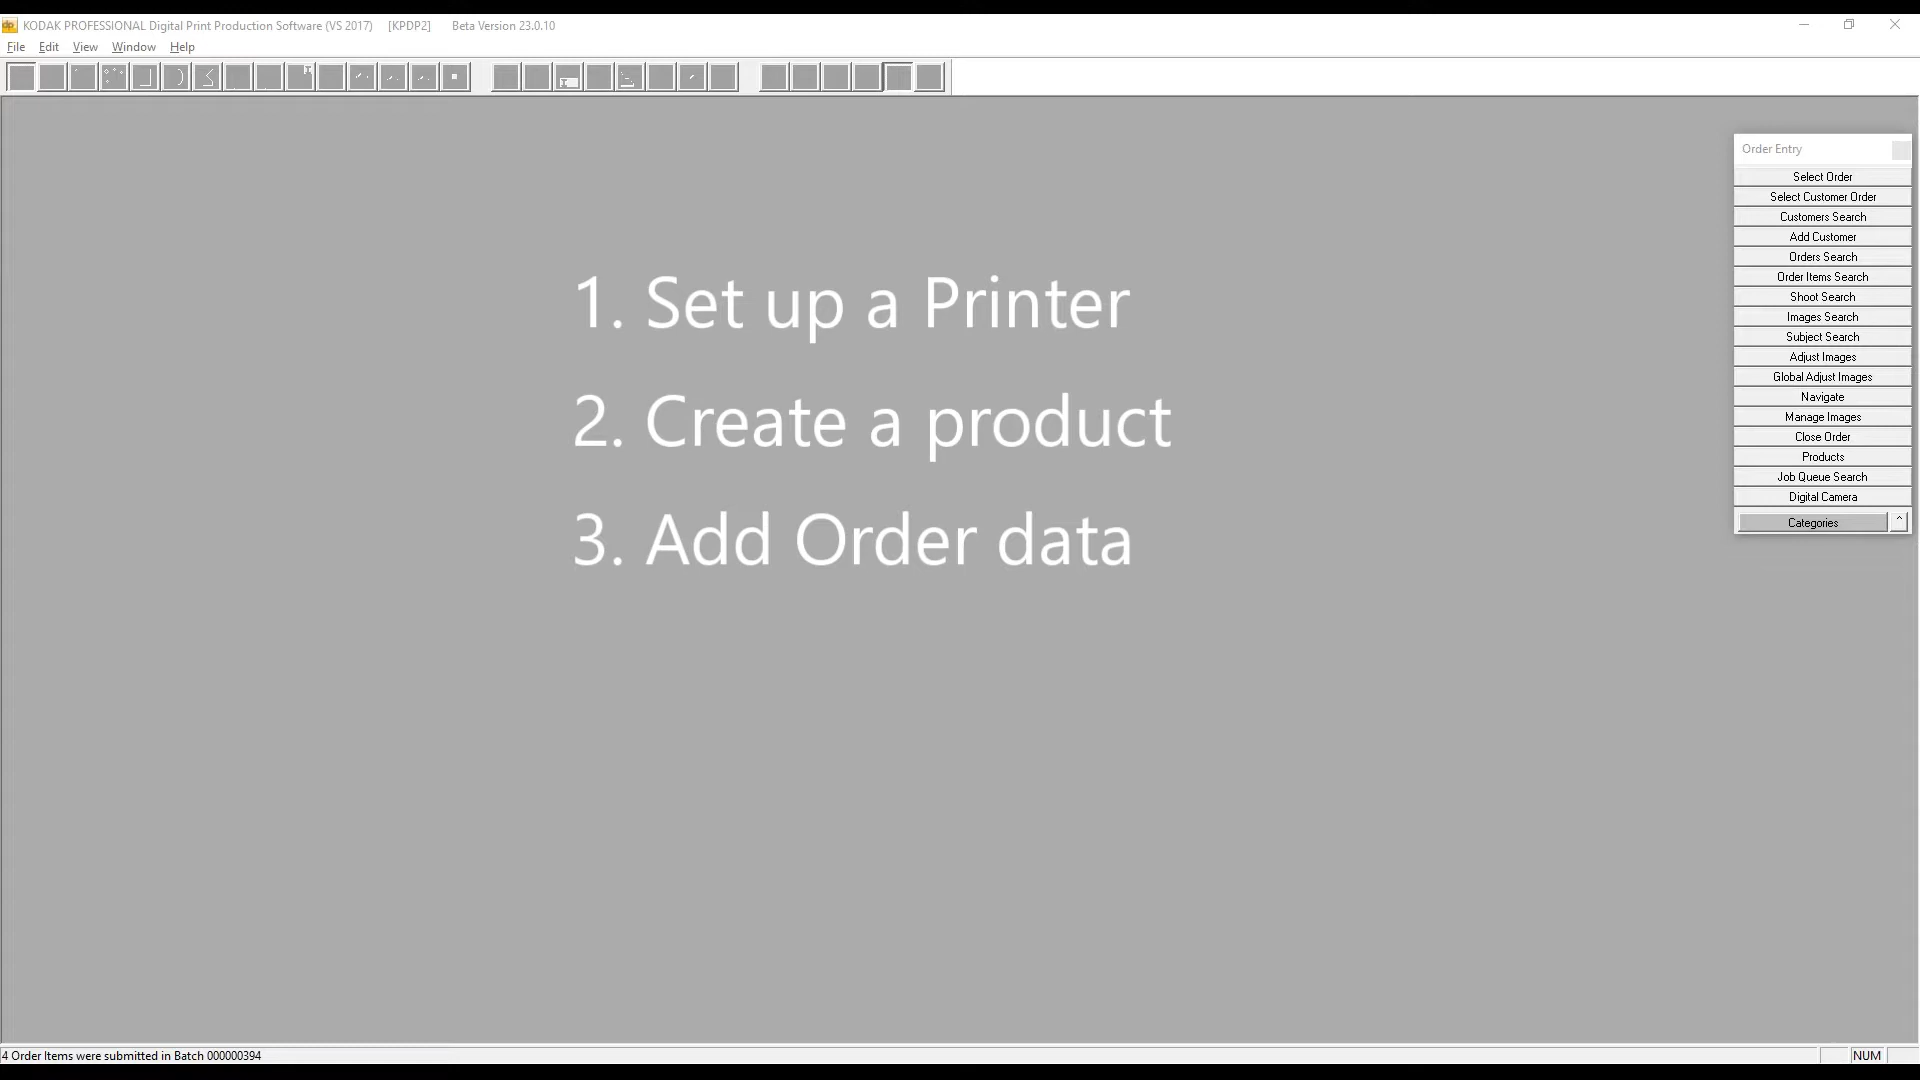 KODAK PROFESSIONAL Digital Print Production Software (VS 2017) [KPDP2] Beta Version 23.0.10
File Edit View Window Help
Order Entry
Select Order
Select Customer Order
Customers Search
Add Customer
Orders Search
Order Items Search
Shoot Search
Images Search
Subject Search
Adjust Images
Global Adjust Images
Navigate
Manage Images
Close Order
Products
Job Queue Search
Digital Camera
Categories
1. Set up a Printer
2. Create a product
3. Add Order data
4 Order Items were submitted in Batch 000000394
NUM